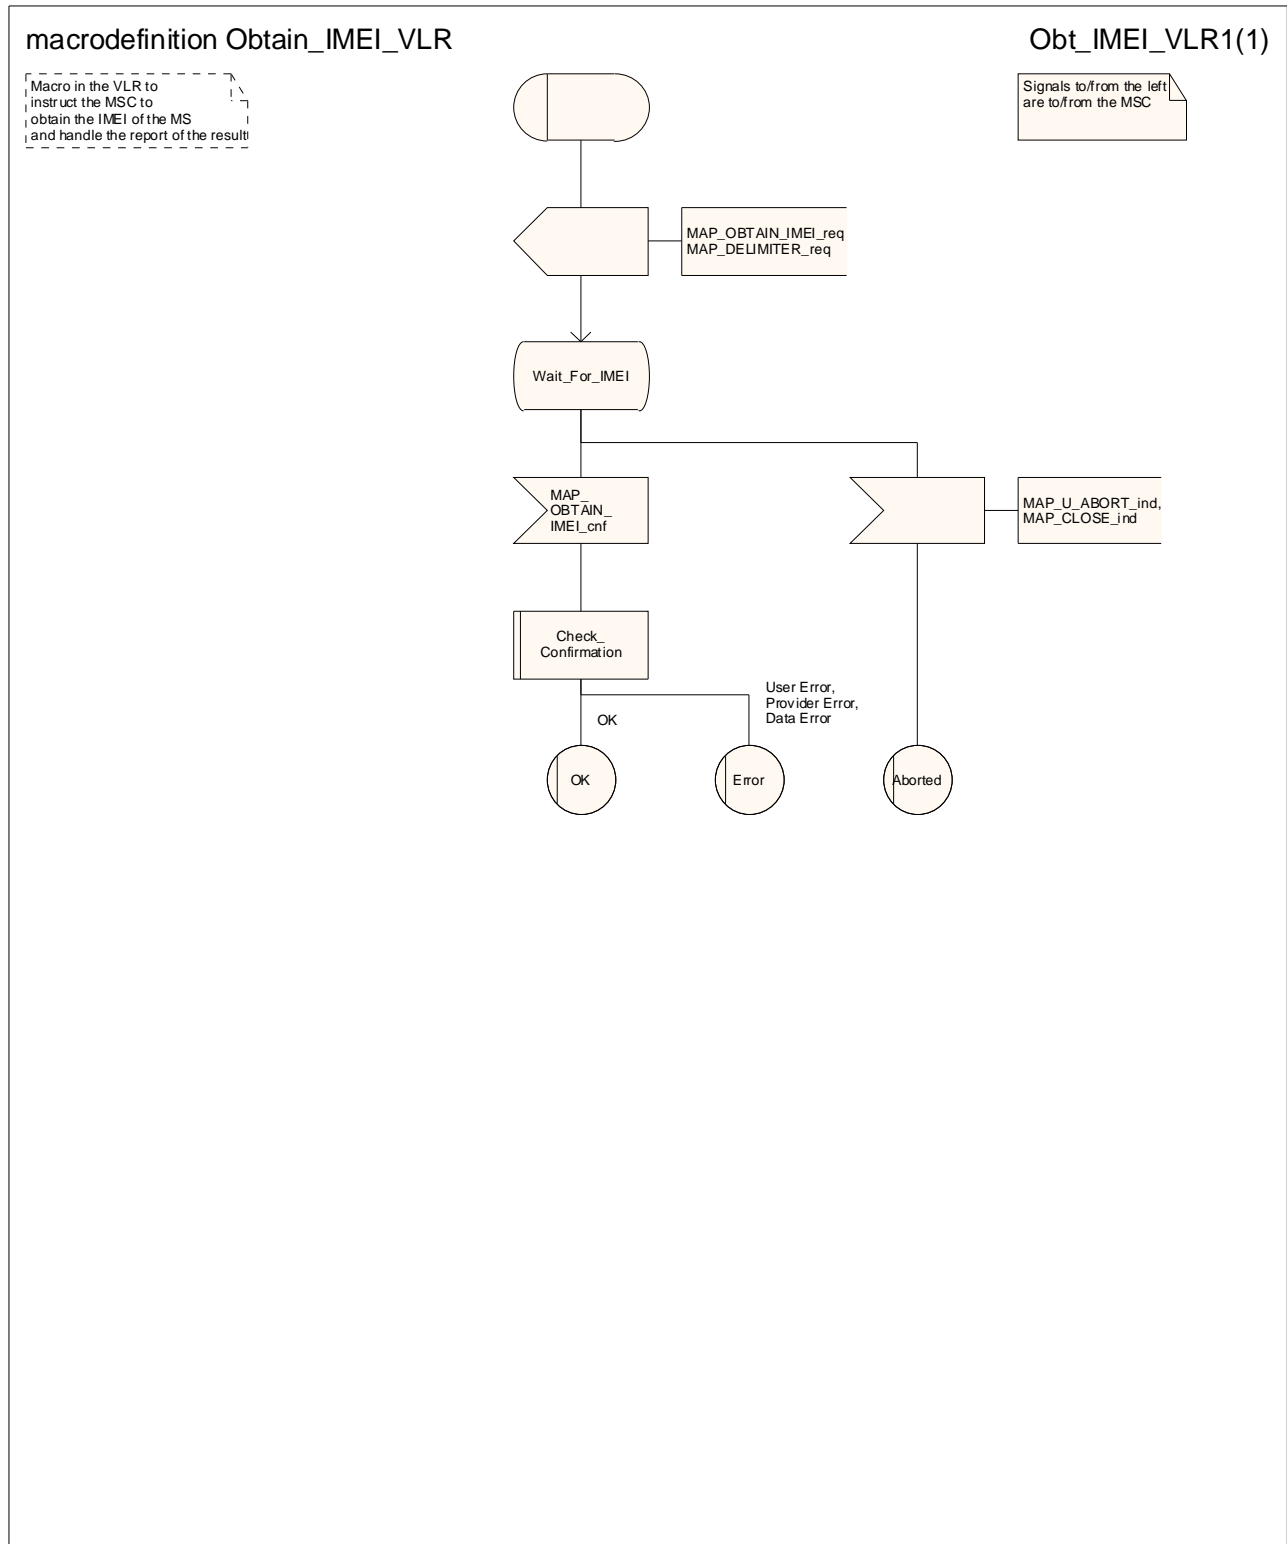 macrodefinition Obtain_IMEI_VLR
Obt_IMEI_VLR1(1)
Macro in the VLR to
instruct the MSC to
obtain the IMEI of the MS
and handle the report of the result
Signals to/from the left
are to/from the MSC
MAP_OBTAIN_IMEI_req
MAP_DELIMITER_req
Wait_For_IMEI
MAP_
OBTAIN_
IMEI_cnf
MAP_U_ABORT_ind,
MAP_CLOSE_ind
Check_
Confirmation
User Error,
Provider Error,
Data Error
OK
OK
Error
Aborted